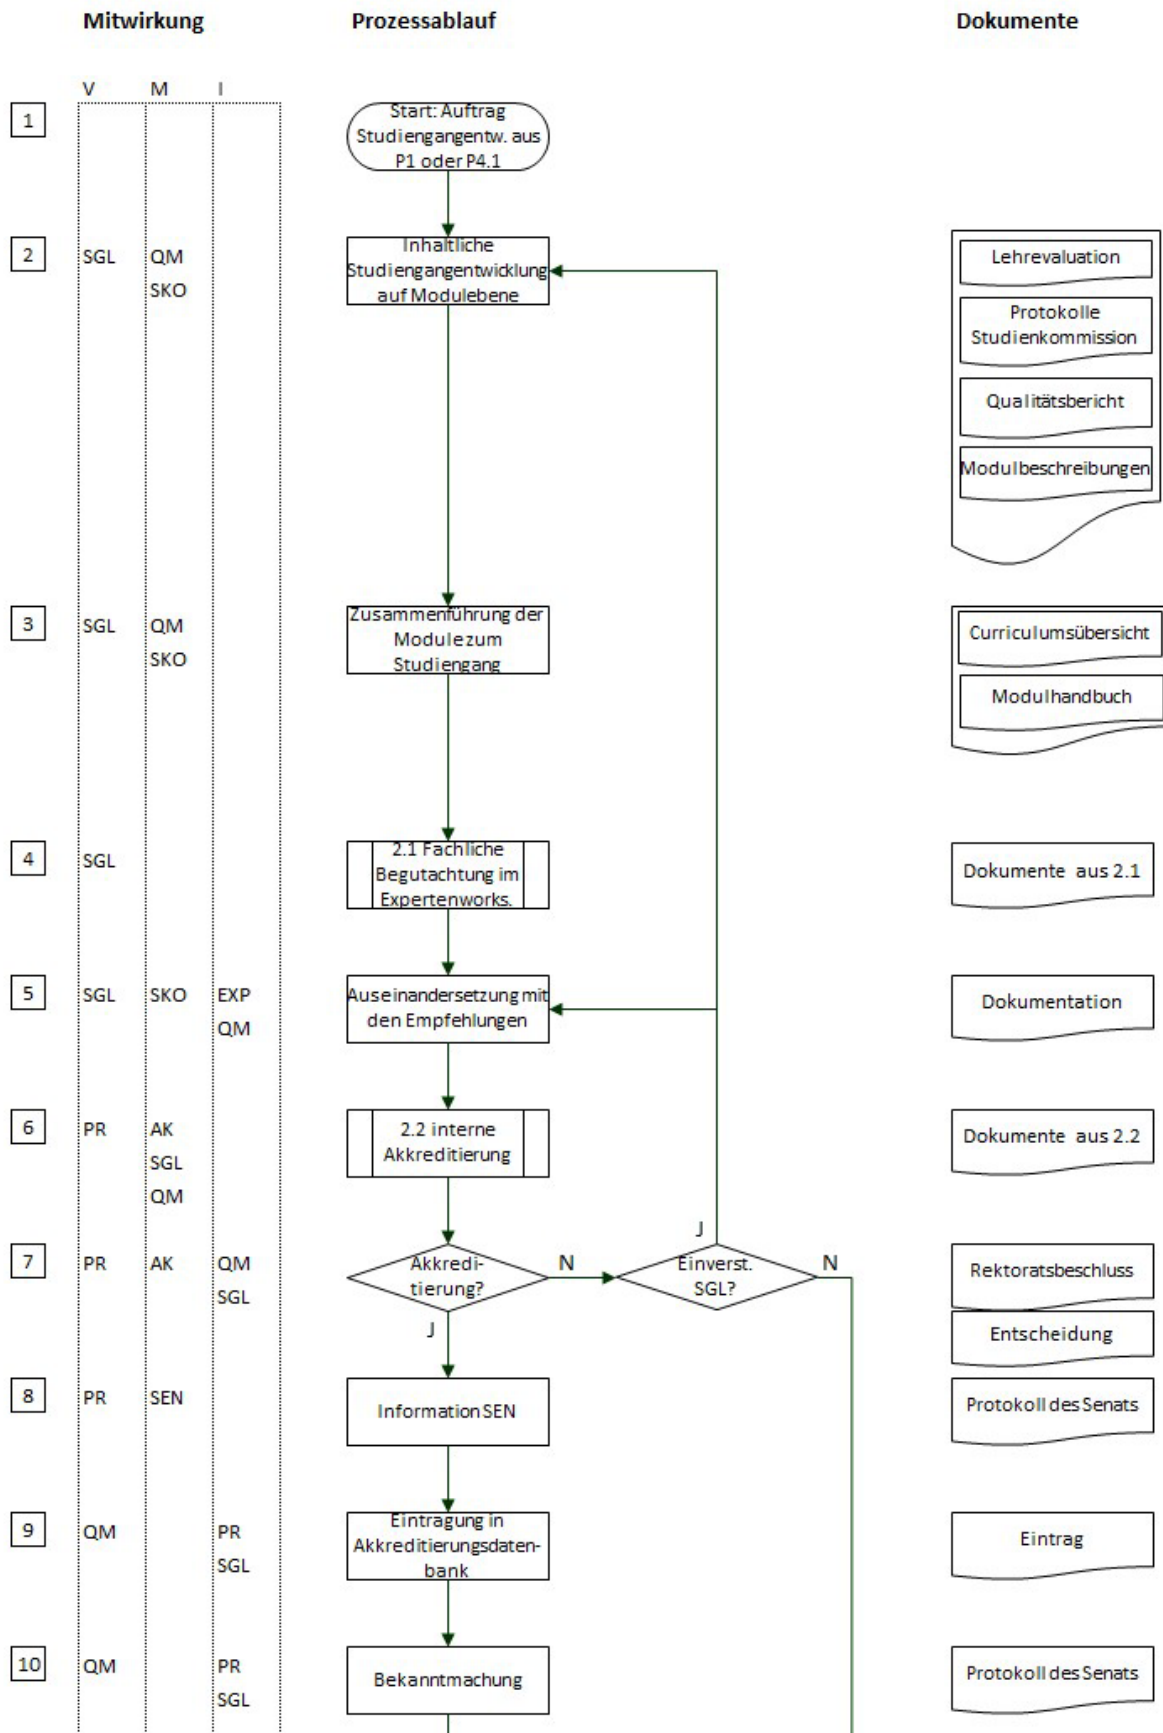 Mitwirkung
Prozessablauf
Dokumente
V
M
I
1
Start: Auftrag
Studiengangentw. aus
P1 oder P4.1
2
SGL
QM
SKO
Inhaltliche
Studiengangentwicklung
auf Modulebene
Lehrevaluation
Protokolle
Studienkommission
Qualitätsbericht
Modulbeschreibungen
3
SGL
QM
SKO
Zusammenführung der
Module zum
Studiengang
Curriculumsübersicht
Modulhandbuch
4
SGL
2.1 Fachliche
Begutachtung im
Expertenworks.
Dokumente aus 2.1
5
SGL
SKO
EXP
QM
Auseinandersetzung mit
den Empfehlungen
Dokumentation
6
PR
AK
SGL
QM
2.2 interne
Akkreditierung
Dokumente aus 2.2
7
PR
AK
QM
SGL
Akkredi-
tierung?
N
J
Einverst.
SGL?
J
N
Rektoratsbeschluss
Entscheidung
8
PR
SEN
Information SEN
Protokoll des Senats
9
QM
PR
SGL
Eintragung in
Akkreditierungsdaten-
bank
Eintrag
10
QM
PR
SGL
Bekanntmachung
Protokoll des Senats